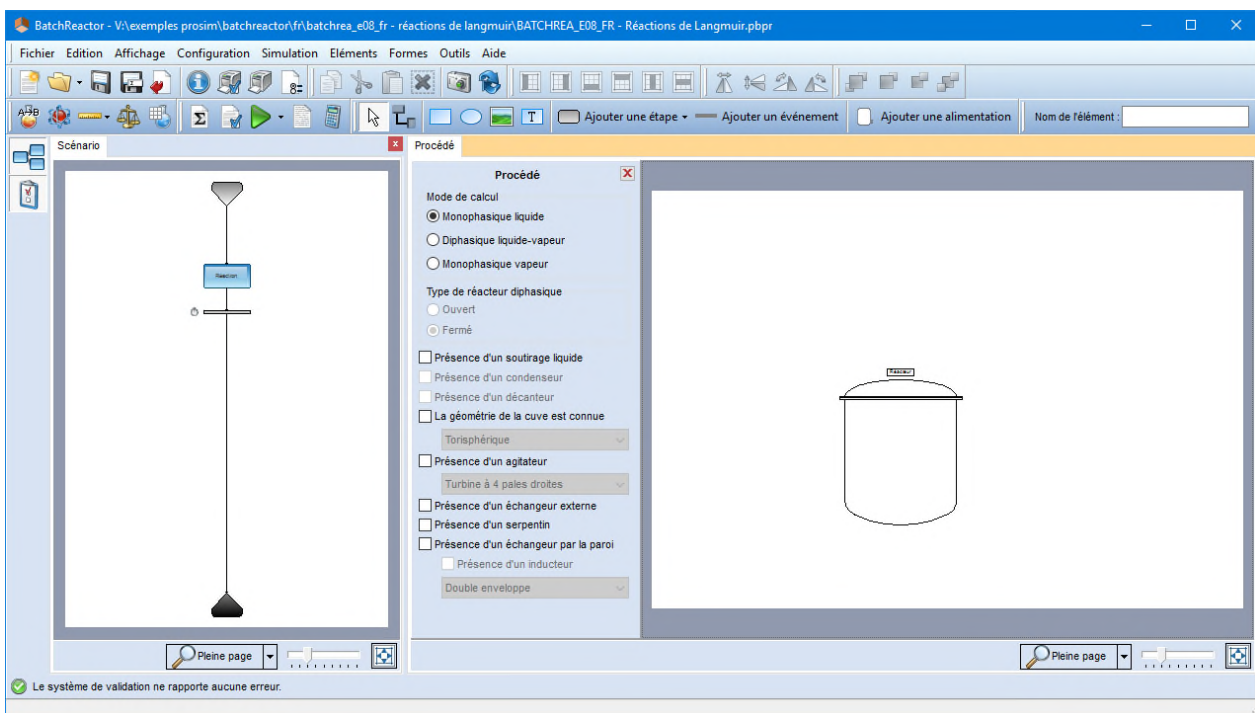 BatchReactor - V:\exemples prosim\batchreactor\fr\batchrea_e08_fr - réactions de langmuir\BATCHREA_E08_FR - Réactions de Langmuir.pbpr
Fichier Edition Affichage Configuration Simulation Eléments Formes Outils Aide
Ajouter une étape Ajouter un événement Ajouter une alimentation Nom de l'élément :
Scénario
Réaction
Pleine page
Procédé
Procédé
Mode de calcul
Monophasique liquide
Diphasique liquide-vapeur
Monophasique vapeur
Type de réacteur diphasique
Ouvert
Fermé
Présence d'un soutirage liquide
Présence d'un condenseur
Présence d'un décanteur
La géométrie de la cuve est connue
Torisphérique
Présence d'un agitateur
Turbine à 4 pales droites
Présence d'un échangeur externe
Présence d'un serpentin
Présence d'un échangeur par la paroi
Présence d'un inducteur
Double enveloppe
Réacteur
Pleine page
Le système de validation ne rapporte aucune erreur.